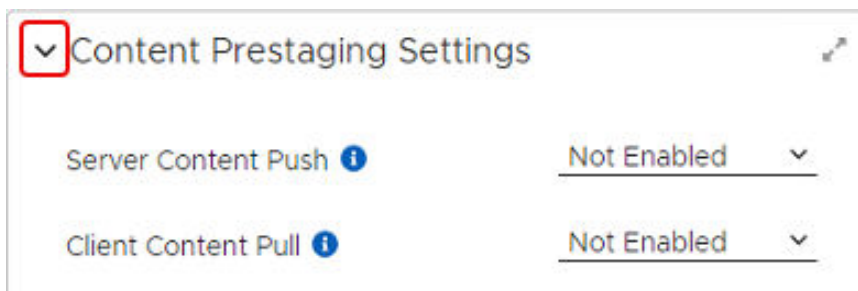 Content Prestaging Settings
Server Content Push Not Enabled
Client Content Pull Not Enabled